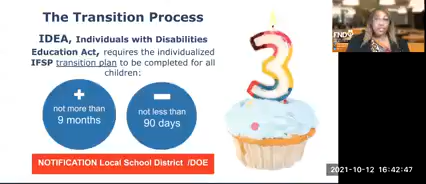 The Transition Process
IDEA, Individuals with Disabilities
Education Act, requires the individualized
IFSP transition plan to be completed for all
children:
+
not more than
9 months
-
not less than
90 days
NOTIFICATION Local School District /DOE
3
2021-10-12 16:42:47